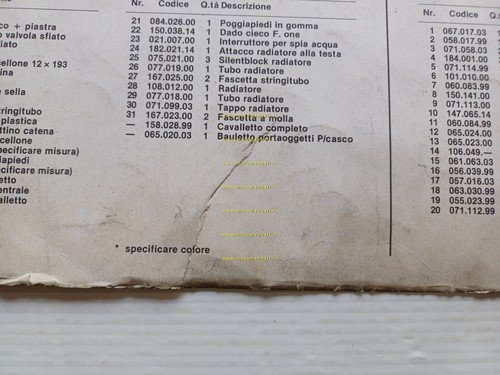 Nr. Codice Q.tà Descrizione
21 084.026.00 1 Poggiapiedi in gomma
22 150.038.14 1 Dado cieco F. one
23 021.007.00 1 Interruttore per spia acqua
24 182.021.14 1 Attacco radiatore alla testa
25 075.021.00 3 Silentblock radiatore
26 077.019.00 1 Tubo radiatore
27 167.025.00 2 Fascetta stringitubo
28 108.012.00 1 Radiatore
29 077.018.00 1 Tubo radiatore
30 071.099.03 1 Tappo radiatore
31 167.023.00 2 Fascetta a molla
— 158.028.99 1 Cavalletto completo
— 065.020.03 1 Bauletto portaoggetti P/casco
* specificare colore
co + piastra
o valvola sfiato
iato
cellone 12 x 193
ina
sella
stringitubo
plastica
ttino catena
cellone
pecificare misura)
iapiedi
pecificare misura)
etto
entrale
alletto
Nr. Codice Q.
1 067.017.03
2 058.017.99
3 071.058.03
4 184.001.00
5 071.114.99
6 101.010.00
7 060.083.99
8 150.141.00
9 071.113.00
10 147.065.14
11 060.084.99
12 065.024.00
13 065.023.00
14 106.049.—
15 061.063.03
16 056.039.99
17 057.016.03
18 063.030.99
19 055.023.99
20 071.112.99